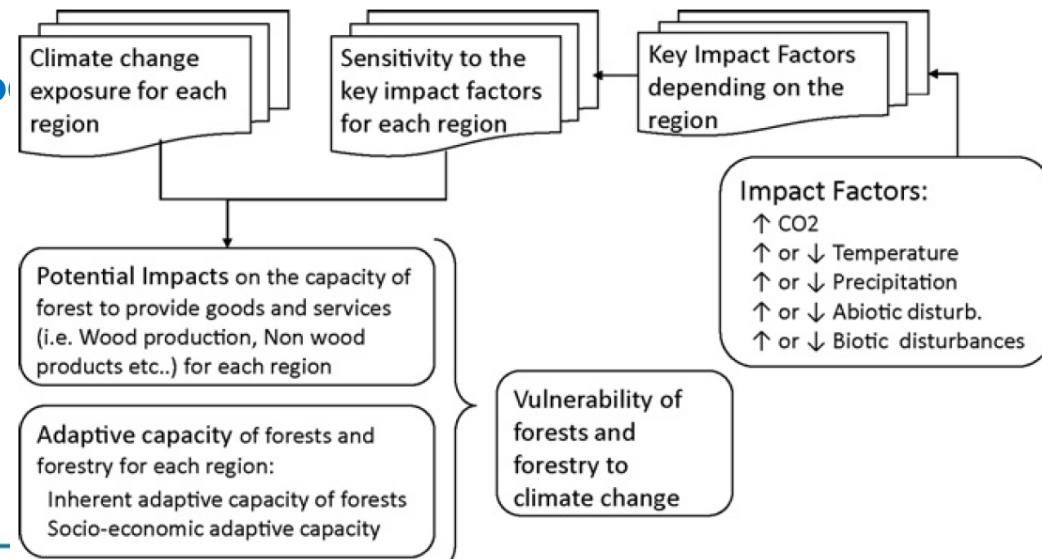 Climate change
exposure for each
region
Sensitivity to the
key impact factors
for each region
Key Impact Factors
depending on the
region
Impact Factors:
↑ CO2
↑ or ↓ Temperature
↑ or ↓ Precipitation
↑ or ↓ Abiotic disturb.
↑ or ↓ Biotic disturbances
Potential Impacts on the capacity of
forest to provide goods and services
(i.e. Wood production, Non wood
products etc..) for each region
Adaptive capacity of forests and
forestry for each region:
Inherent adaptive capacity of forests
Socio-economic adaptive capacity
Vulnerability of
forests and
forestry to
climate change